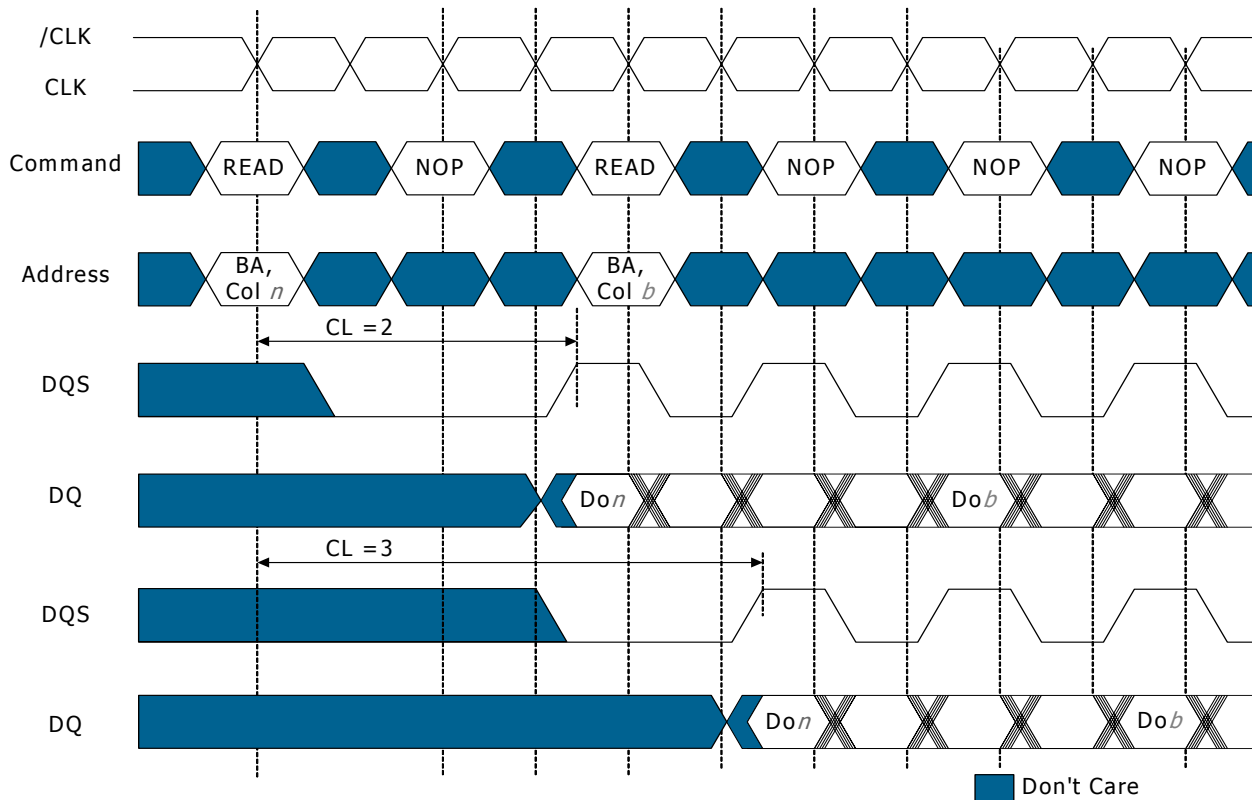 /CLK
CLK
Command
READ
NOP
READ
NOP
NOP
NOP
Address
BA,
Col n
BA,
Col b
CL =2
DQS
DQ
Don
Dob
CL =3
DQS
DQ
Don
Dob
Don't Care